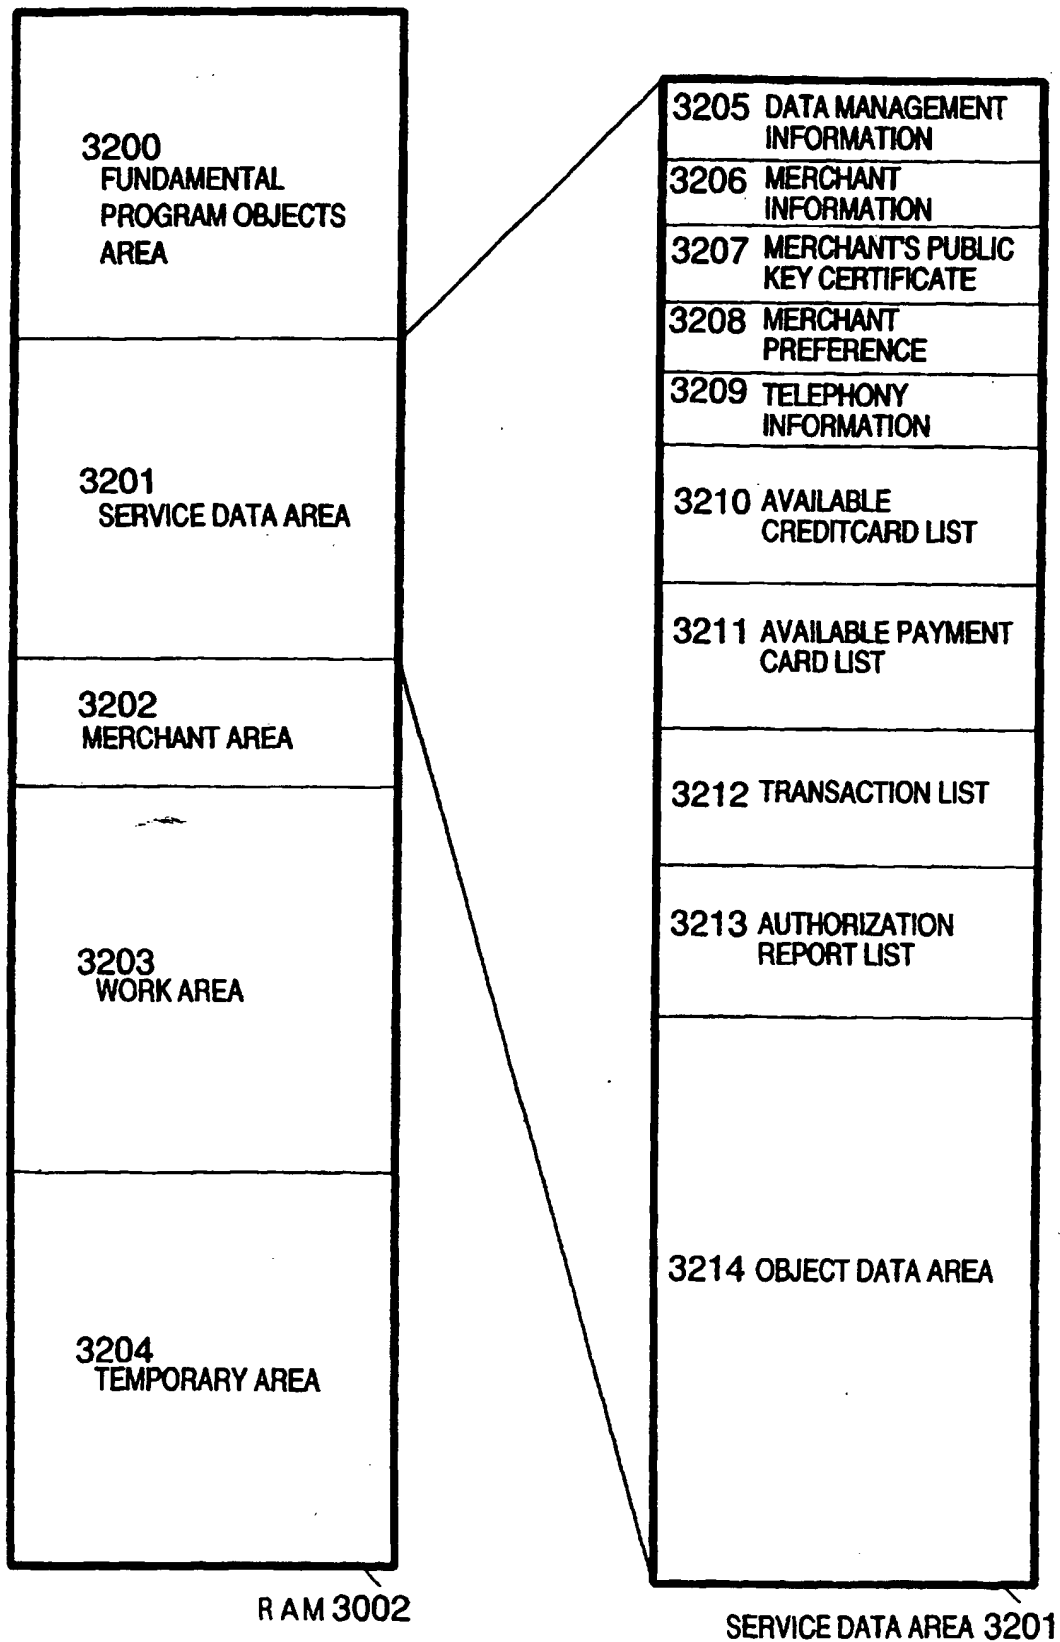 3200
FUNDAMENTAL
PROGRAM OBJECTS
AREA
3201
SERVICE DATA AREA
3202
MERCHANT AREA
3203
WORK AREA
3204
TEMPORARY AREA
RAM 3002
3205 DATA MANAGEMENT
INFORMATION
3206 MERCHANT
INFORMATION
3207 MERCHANT'S PUBLIC
KEY CERTIFICATE
3208 MERCHANT
PREFERENCE
3209 TELEPHONY
INFORMATION
3210 AVAILABLE
CREDITCARD LIST
3211 AVAILABLE PAYMENT
CARD LIST
3212 TRANSACTION LIST
3213 AUTHORIZATION
REPORT LIST
3214 OBJECT DATA AREA
SERVICE DATA AREA 3201